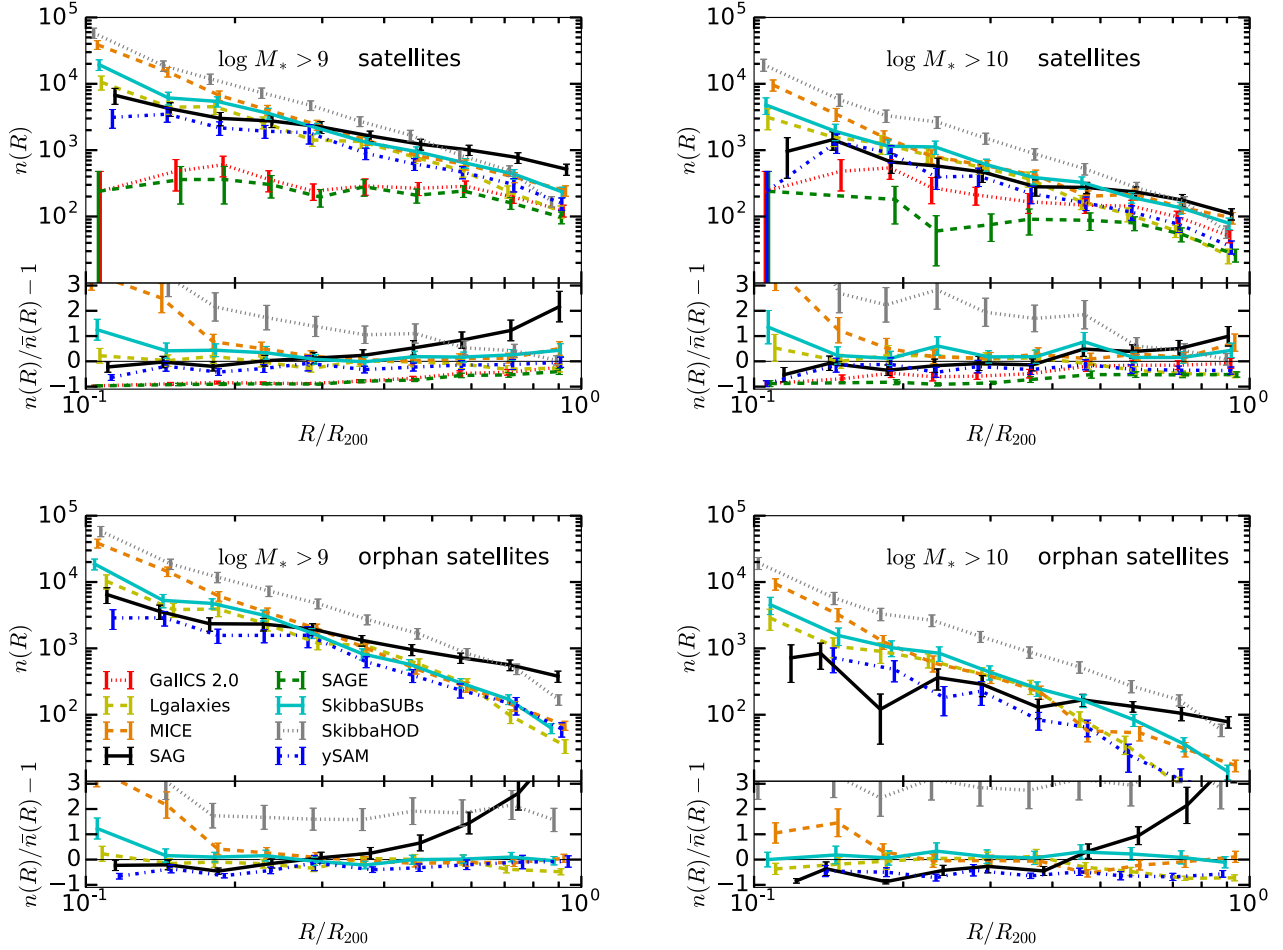 10^5
10^4
10^3
10^2
n(R)
log M_* > 9 satellites
3
2
1
0
−1
n(R)/n̄(R) − 1
10^-1
10^0
R/R_200
10^5
10^4
10^3
10^2
n(R)
log M_* > 10 satellites
3
2
1
0
−1
n(R)/n̄(R) − 1
10^-1
10^0
R/R_200
10^5
10^4
10^3
10^2
n(R)
log M_* > 9 orphan satellites
GalICS 2.0
Lgalaxies
MICE
SAG
SAGE
SkibbaSUBs
SkibbaHOD
ySAM
3
2
1
0
−1
n(R)/n̄(R) − 1
10^-1
10^0
R/R_200
10^5
10^4
10^3
10^2
n(R)
log M_* > 10 orphan satellites
3
2
1
0
−1
n(R)/n̄(R) − 1
10^-1
10^0
R/R_200